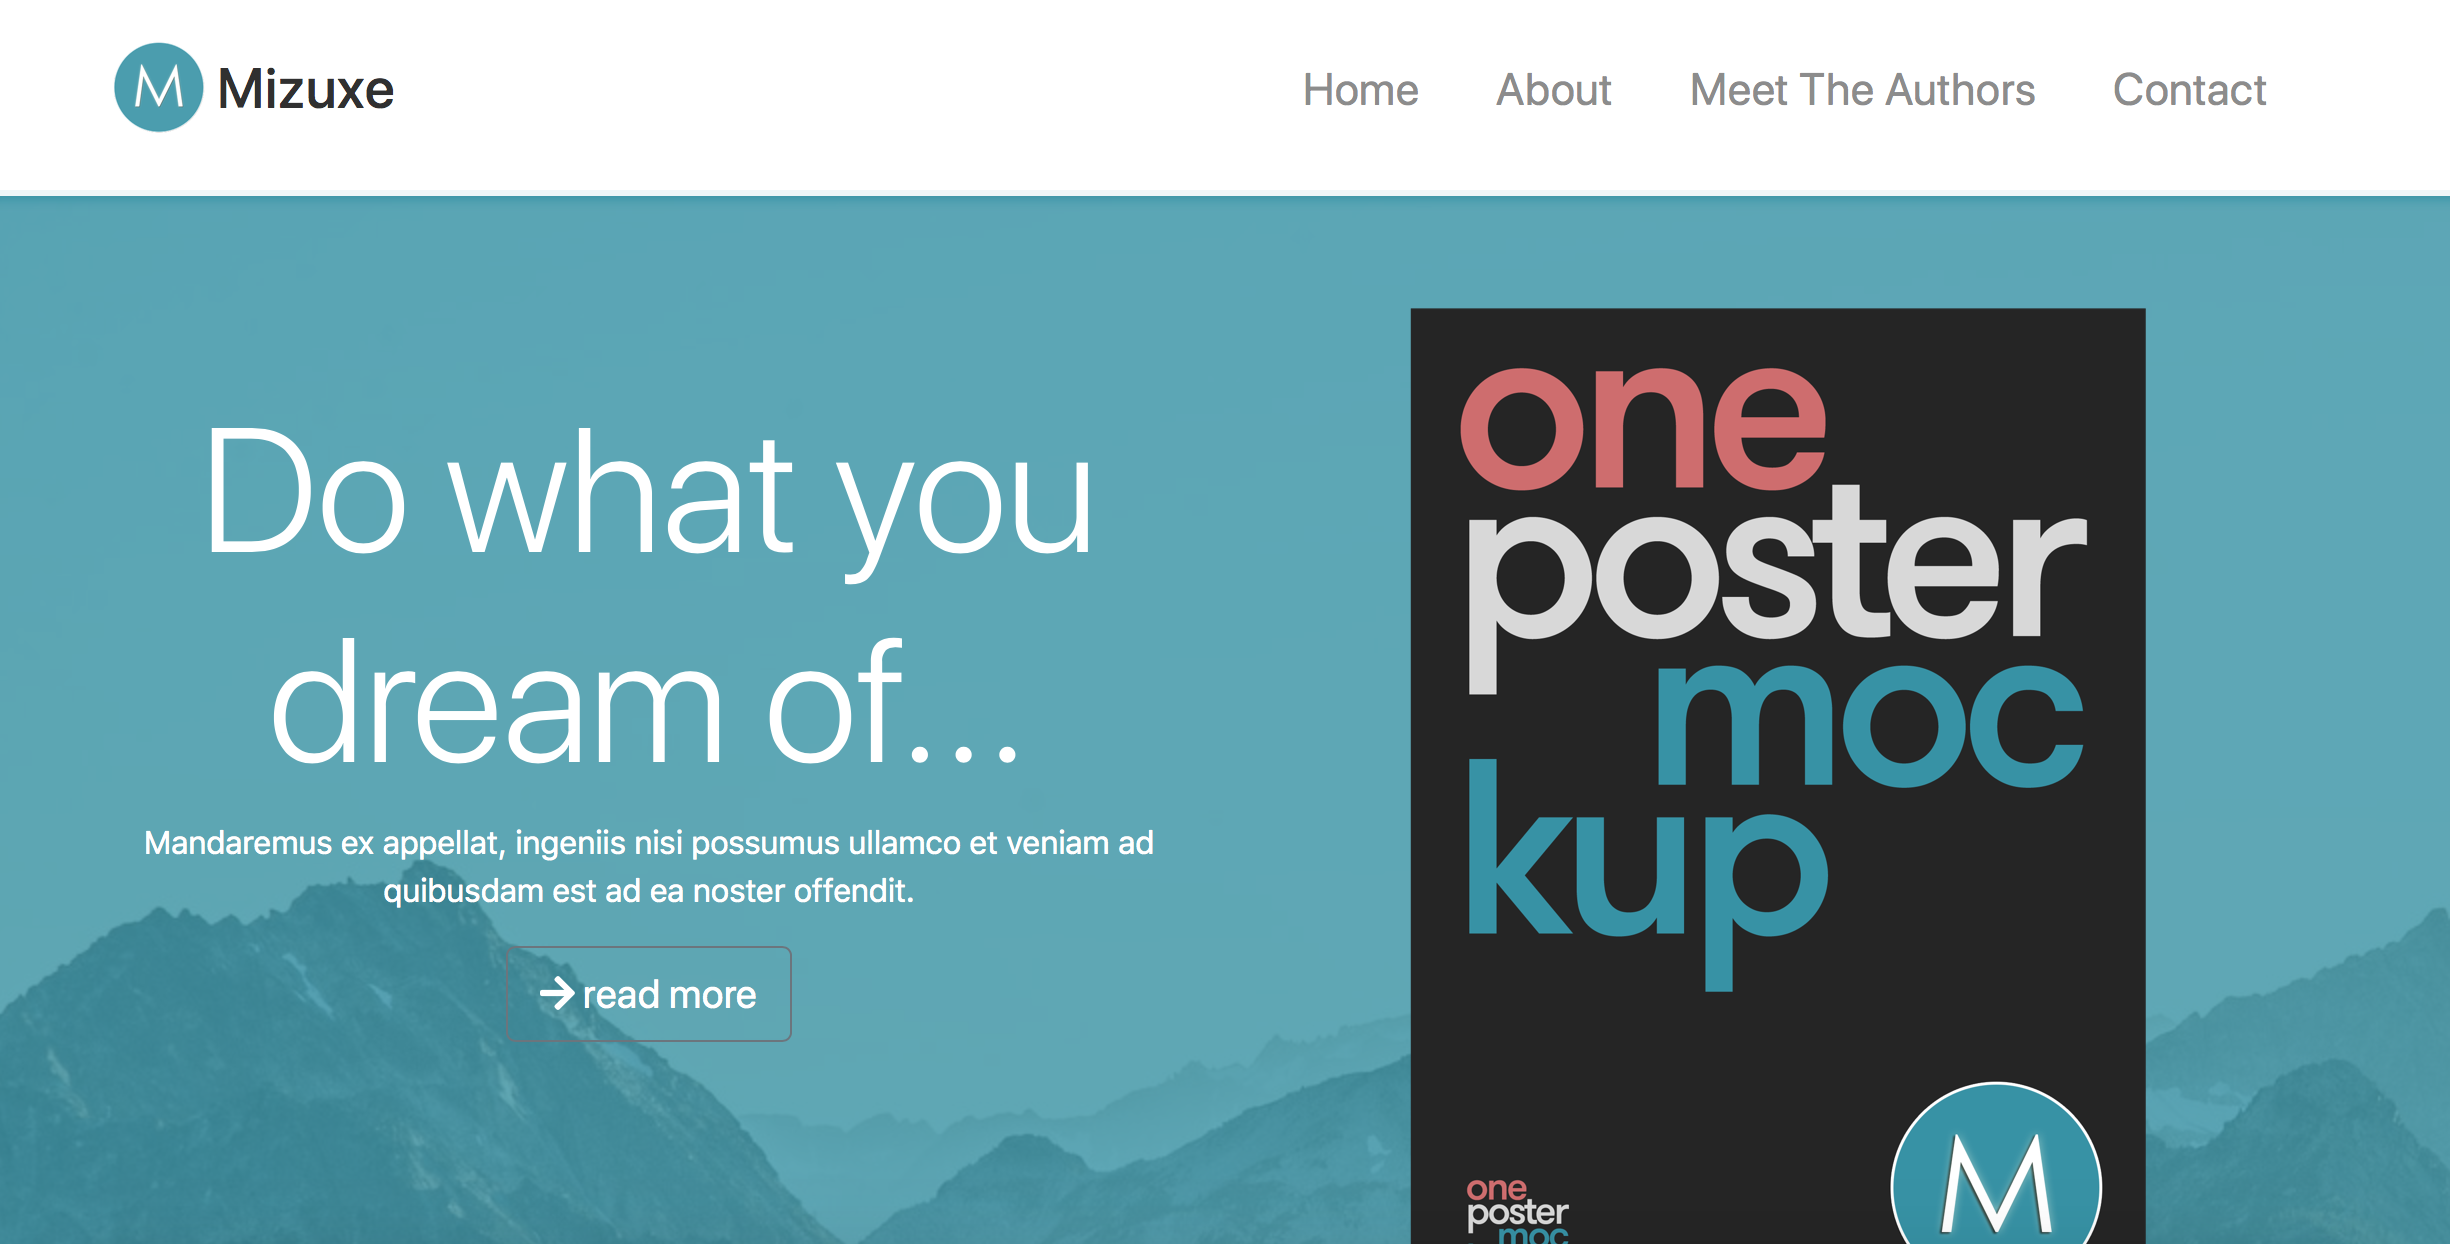 M Mizuxe
Home About Meet The Authors Contact
Do what you
dream of...
Mandaremus ex appellat, ingeniis nisi possumus ullamco et veniam ad
quibusdam est ad ea noster offendit.
read more
one
poster
moc
kup
one
poster
moc
M